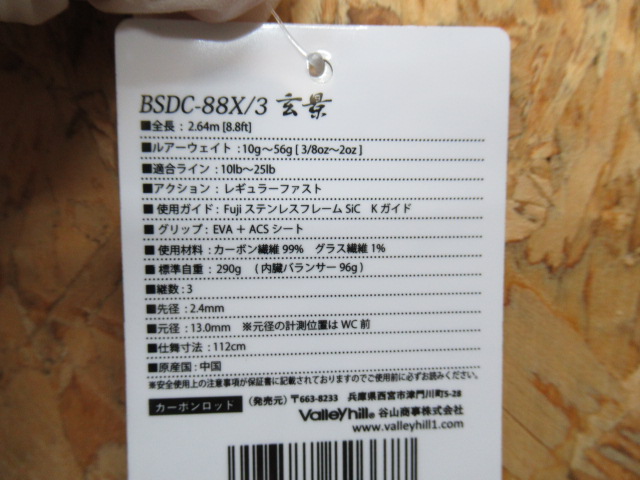 BSDC-88X/3 玄景
■全長 : 2.64m [8.8ft]
■ルアーウェイト : 10g～56g [ 3/8oz～2oz ]
■適合ライン : 10lb～25lb
■アクション : レギュラーファスト
■使用ガイド : Fuji ステンレスフレーム SiC Kガイド
■グリップ : EVA + ACS シート
■使用材料 : カーボン繊維 99% グラス繊維 1%
■標準自重 : 290g (内臓バランサー 96g)
■継数 : 3
■先径 : 2.4mm
■元径 : 13.0mm ※元径の計測位置は WC 前
■仕舞寸法 : 112cm
■原産国 : 中国
※安全使用上の注意事項が保証書に記載されておりますのでご使用前に必ずお読みください。
カーボンロッド (発売元) 〒663-8233 兵庫県西宮市津門川町5-28
Valleyhill® 谷山商事株式会社
www.valleyhill1.com